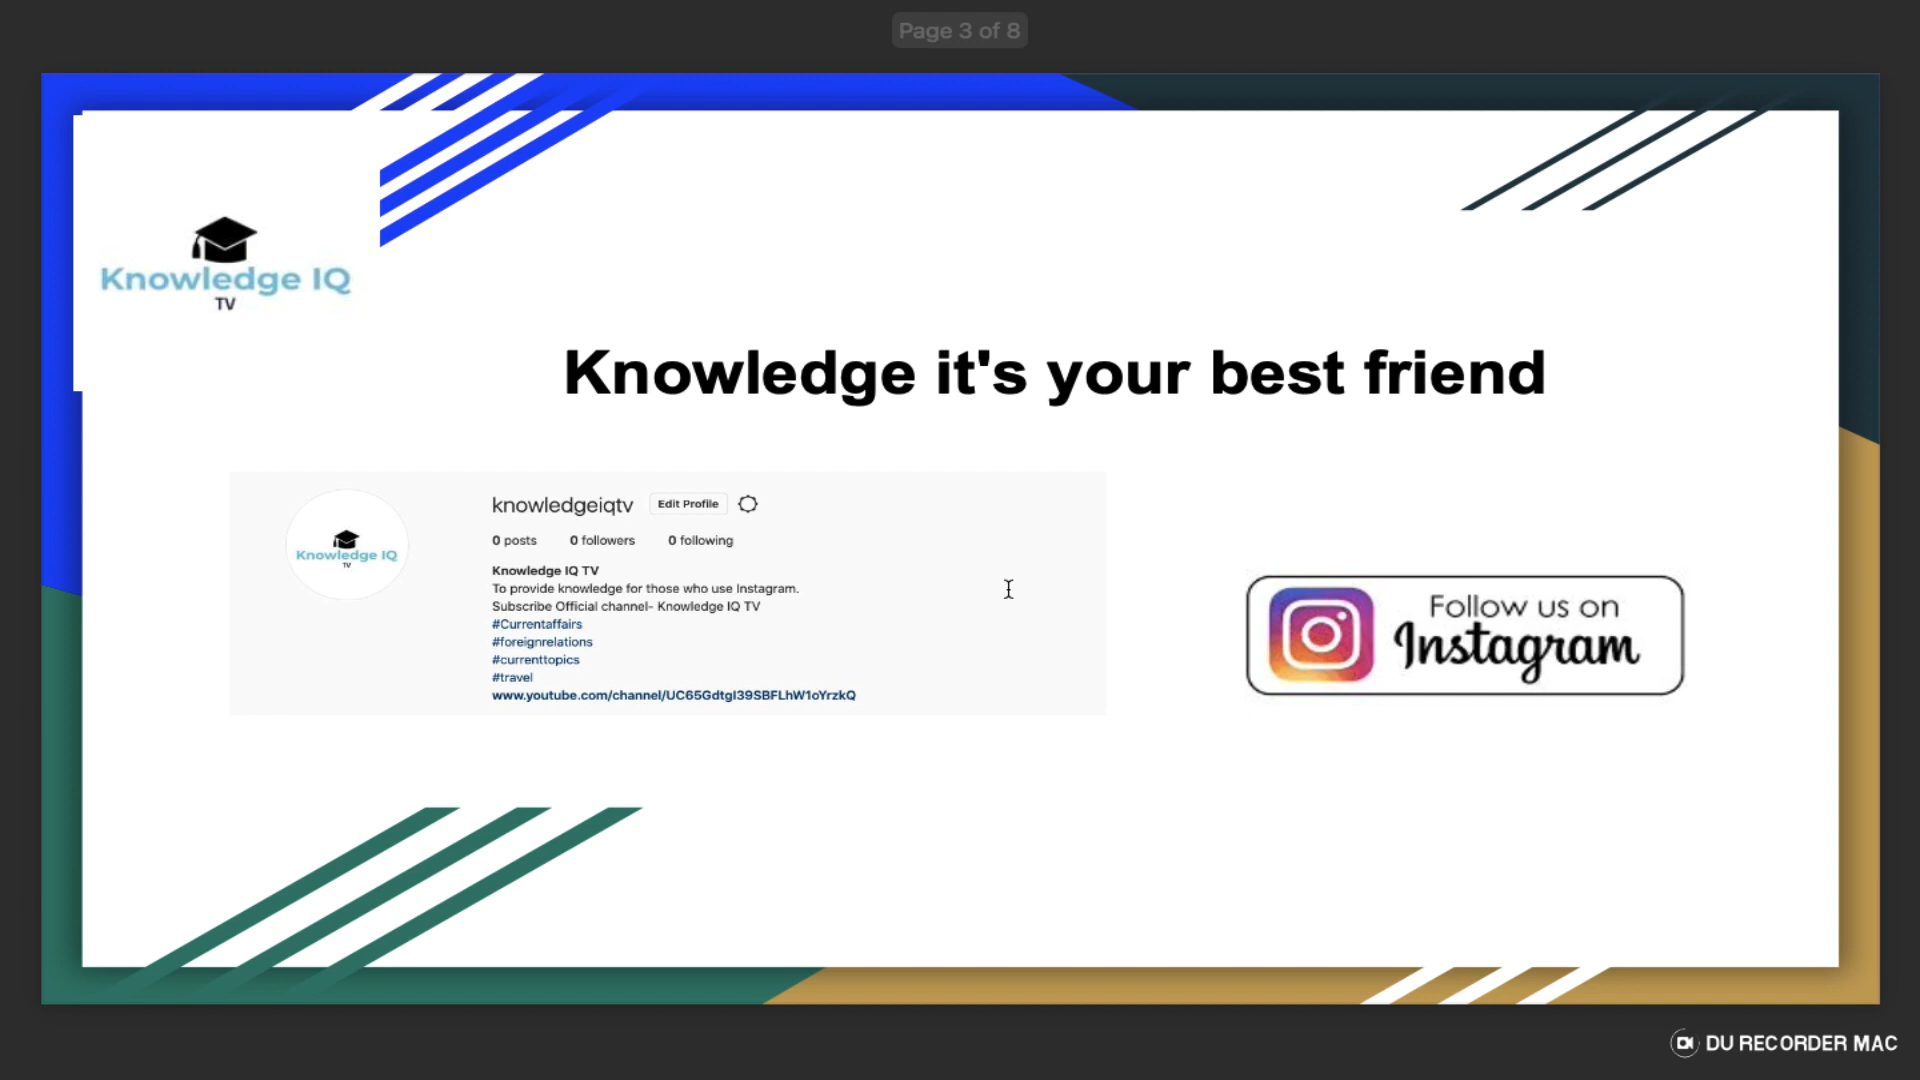 Page 3 of 8
Knowledge IQ
TV
Knowledge it's your best friend
knowledgeiqtv Edit Profile
0 posts 0 followers 0 following
Knowledge IQ
TV
Knowledge IQ TV
To provide knowledge for those who use Instagram.
Subscribe Official channel- Knowledge IQ TV
#Currentaffairs
#foreignrelations
#currenttopics
#travel
www.youtube.com/channel/UC65GdtgI39SBFLhW1oYrzkQ
Follow us on
Instagram
DU RECORDER MAC